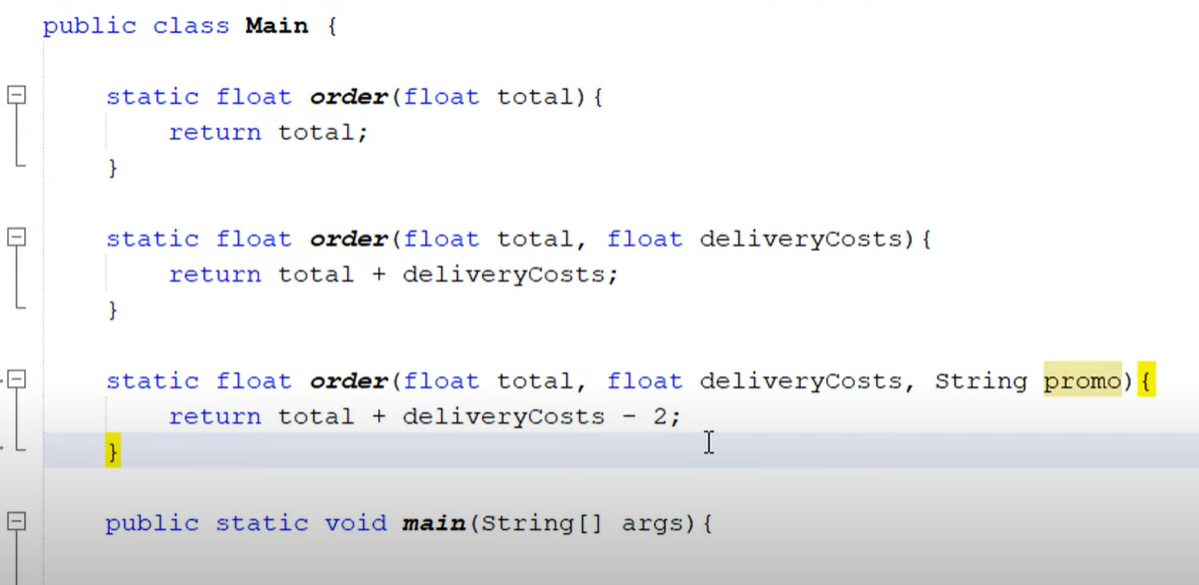 public class Main {
static float order(float total){
return total;
}
static float order(float total, float deliveryCosts){
return total + deliveryCosts;
}
static float order(float total, float deliveryCosts, String promo){
return total + deliveryCosts - 2;
}
public static void main(String[] args){